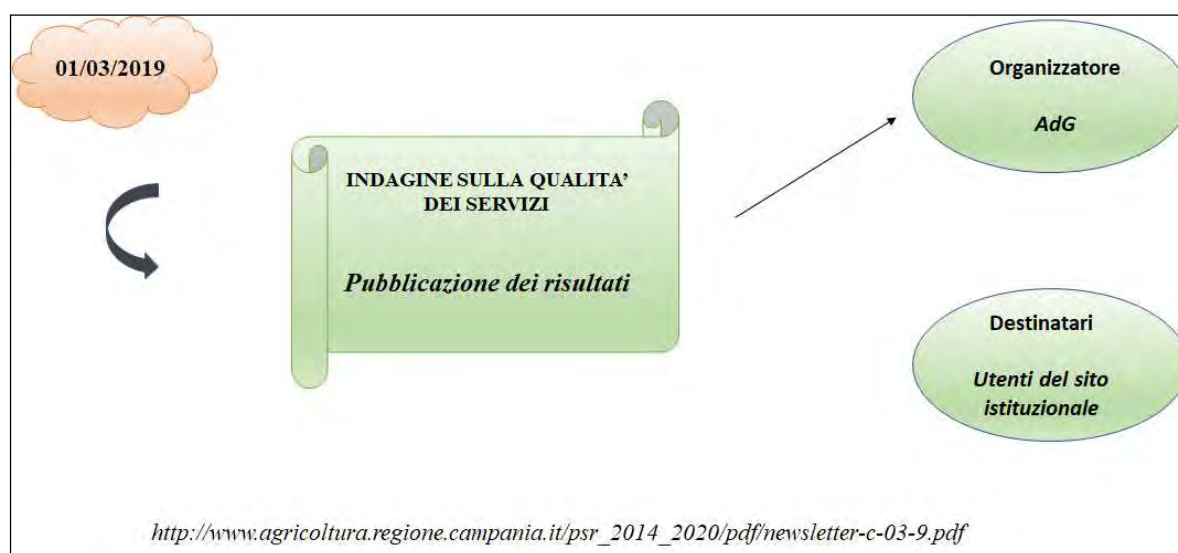 01/03/2019
INDAGINE SULLA QUALITA’
DEI SERVIZI
Pubblicazione dei risultati
Organizzatore
AdG
Destinatari
Utenti del sito
istituzionale
http://www.agricoltura.regione.campania.it/psr_2014_2020/pdf/newsletter-c-03-9.pdf